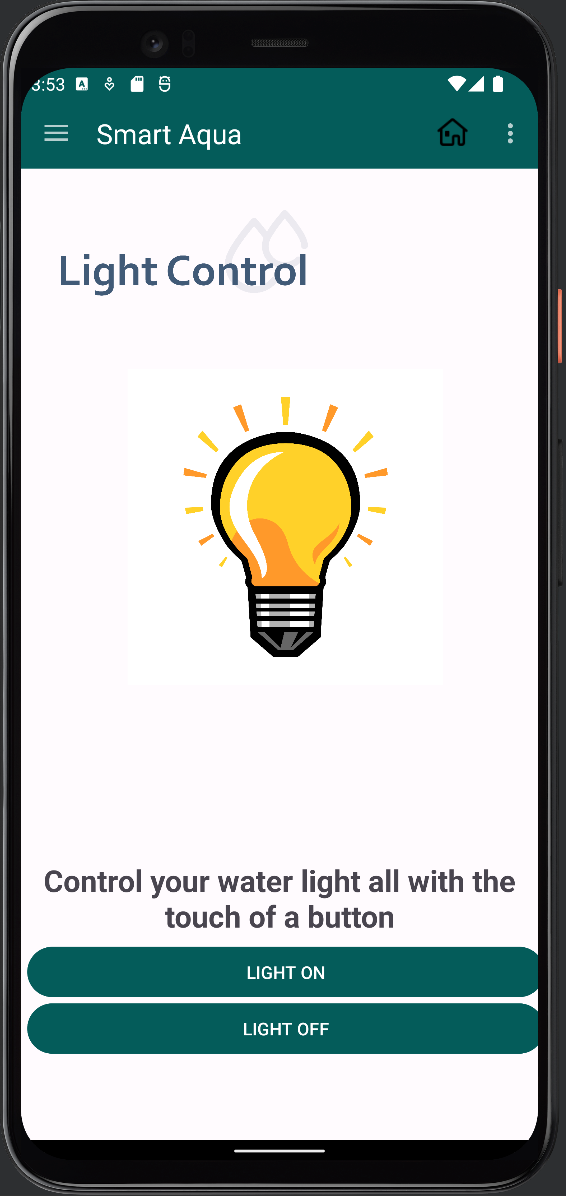 3:53
Smart Aqua
Light Control
Control your water light all with the
touch of a button
LIGHT ON
LIGHT OFF